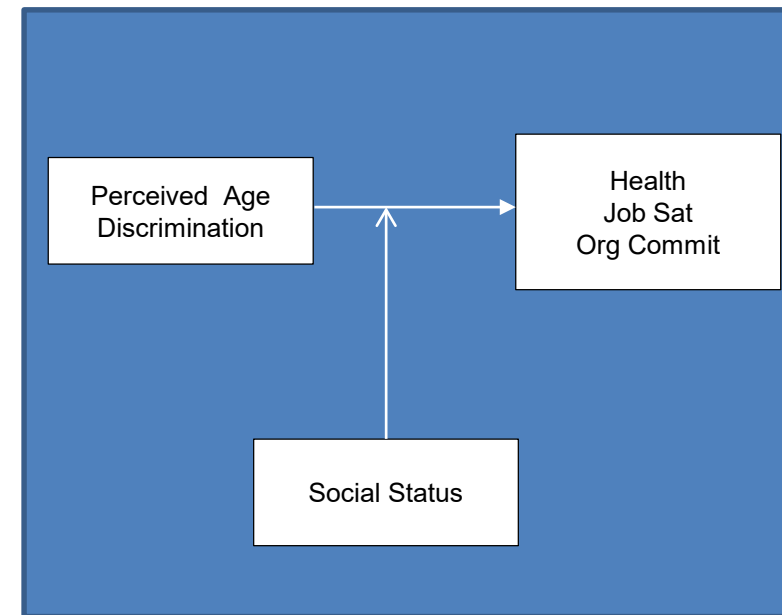 Perceived Age
Discrimination
Health
Job Sat
Org Commit
Social Status